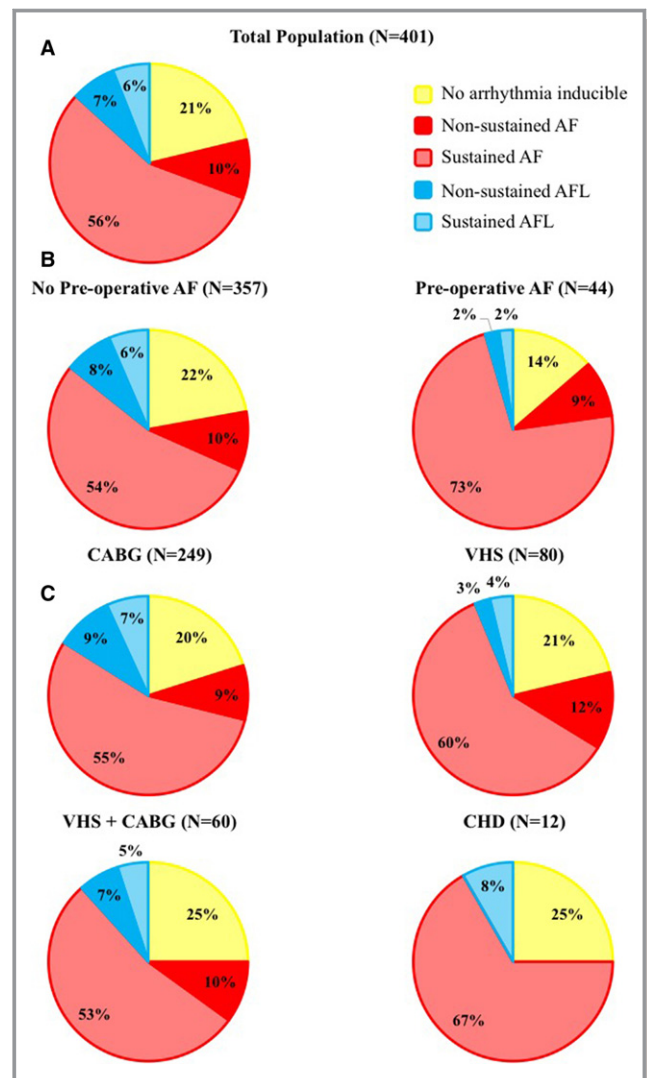 A
Total Population (N=401)
6%
7%
21%
10%
56%
No arrhythmia inducible
Non-sustained AF
Sustained AF
Non-sustained AFL
Sustained AFL
B
No Pre-operative AF (N=357)
6%
8%
22%
10%
54%
Pre-operative AF (N=44)
2% 2%
14%
9%
73%
C
CABG (N=249)
7%
9%
20%
9%
55%
VHS (N=80)
3% 4%
21%
12%
60%
VHS + CABG (N=60)
5%
7%
25%
10%
53%
CHD (N=12)
8%
25%
67%